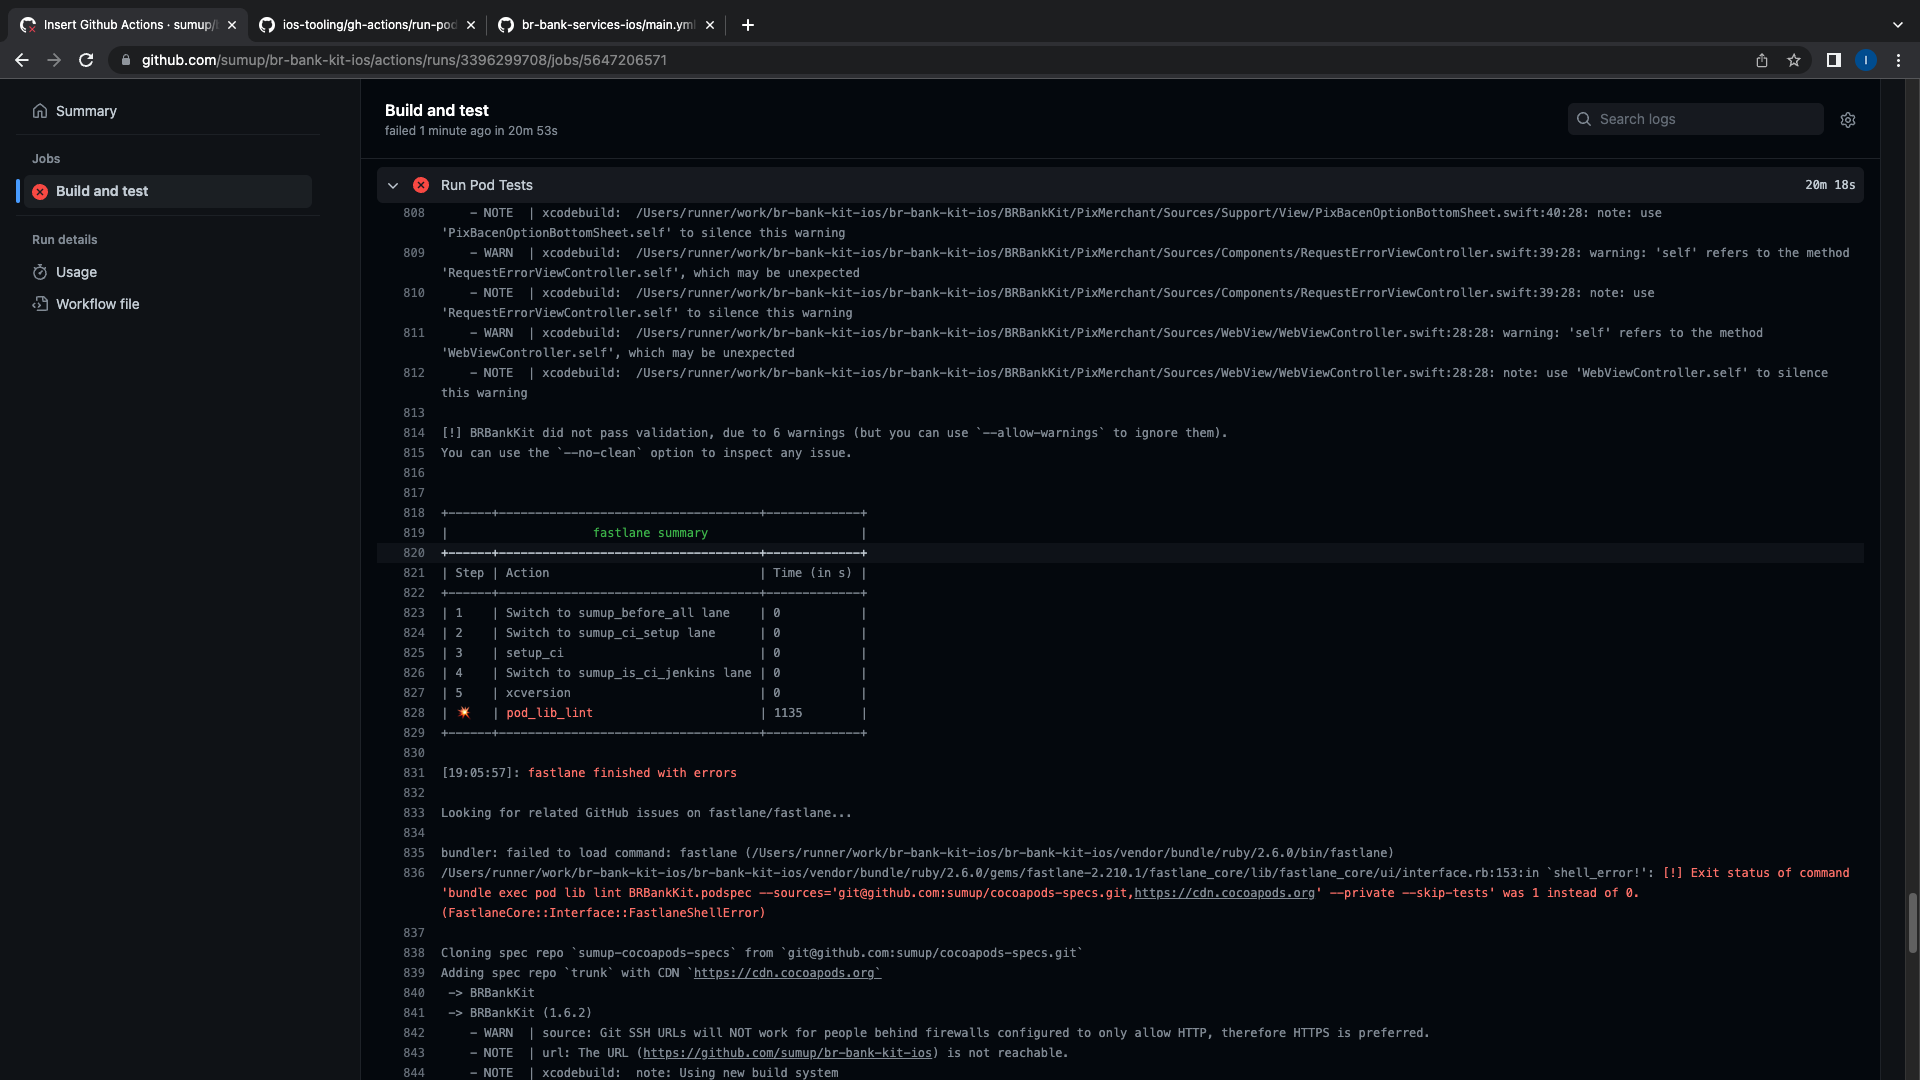 Insert Github Actions · sumup/
ios-tooling/gh-actions/run-pod
br-bank-services-ios/main.yml
github.com/sumup/br-bank-kit-ios/actions/runs/3396299708/jobs/5647206571
I
Summary
Jobs
Build and test
Run details
Usage
Workflow file
Build and test
failed 1 minute ago in 20m 53s
Search logs
Run Pod Tests 20m 18s
808 - NOTE | xcodebuild: /Users/runner/work/br-bank-kit-ios/br-bank-kit-ios/BRBankKit/PixMerchant/Sources/Support/View/PixBacenOptionBottomSheet.swift:40:28: note: use
'PixBacenOptionBottomSheet.self' to silence this warning
809 - WARN | xcodebuild: /Users/runner/work/br-bank-kit-ios/br-bank-kit-ios/BRBankKit/PixMerchant/Sources/Components/RequestErrorViewController.swift:39:28: warning: 'self' refers to the method
'RequestErrorViewController.self', which may be unexpected
810 - NOTE | xcodebuild: /Users/runner/work/br-bank-kit-ios/br-bank-kit-ios/BRBankKit/PixMerchant/Sources/Components/RequestErrorViewController.swift:39:28: note: use
'RequestErrorViewController.self' to silence this warning
811 - WARN | xcodebuild: /Users/runner/work/br-bank-kit-ios/br-bank-kit-ios/BRBankKit/PixMerchant/Sources/WebView/WebViewController.swift:28:28: warning: 'self' refers to the method
'WebViewController.self', which may be unexpected
812 - NOTE | xcodebuild: /Users/runner/work/br-bank-kit-ios/br-bank-kit-ios/BRBankKit/PixMerchant/Sources/WebView/WebViewController.swift:28:28: note: use 'WebViewController.self' to silence
this warning
813
814 [!] BRBankKit did not pass validation, due to 6 warnings (but you can use `--allow-warnings` to ignore them).
815 You can use the `--no-clean` option to inspect any issue.
816
817
818 +------+------------------------------------+-------------+
819 | fastlane summary |
820 +------+------------------------------------+-------------+
821 | Step | Action | Time (in s) |
822 +------+------------------------------------+-------------+
823 | 1 | Switch to sumup_before_all lane | 0 |
824 | 2 | Switch to sumup_ci_setup lane | 0 |
825 | 3 | setup_ci | 0 |
826 | 4 | Switch to sumup_is_ci_jenkins lane | 0 |
827 | 5 | xcversion | 0 |
828 | 💥 | pod_lib_lint | 1135 |
829 +------+------------------------------------+-------------+
830
831 [19:05:57]: fastlane finished with errors
832
833 Looking for related GitHub issues on fastlane/fastlane...
834
835 bundler: failed to load command: fastlane (/Users/runner/work/br-bank-kit-ios/br-bank-kit-ios/vendor/bundle/ruby/2.6.0/bin/fastlane)
836 /Users/runner/work/br-bank-kit-ios/br-bank-kit-ios/vendor/bundle/ruby/2.6.0/gems/fastlane-2.210.1/fastlane_core/lib/fastlane_core/ui/interface.rb:153:in `shell_error!': [!] Exit status of command
'bundle exec pod lib lint BRBankKit.podspec --sources='git@github.com:sumup/cocoapods-specs.git,https://cdn.cocoapods.org' --private --skip-tests' was 1 instead of 0.
(FastlaneCore::Interface::FastlaneShellError)
837
838 Cloning spec repo `sumup-cocoapods-specs` from `git@github.com:sumup/cocoapods-specs.git`
839 Adding spec repo `trunk` with CDN `https://cdn.cocoapods.org`
840 -> BRBankKit
841 -> BRBankKit (1.6.2)
842 - WARN | source: Git SSH URLs will NOT work for people behind firewalls configured to only allow HTTP, therefore HTTPS is preferred.
843 - NOTE | url: The URL (https://github.com/sumup/br-bank-kit-ios) is not reachable.
844 - NOTE | xcodebuild: note: Using new build system